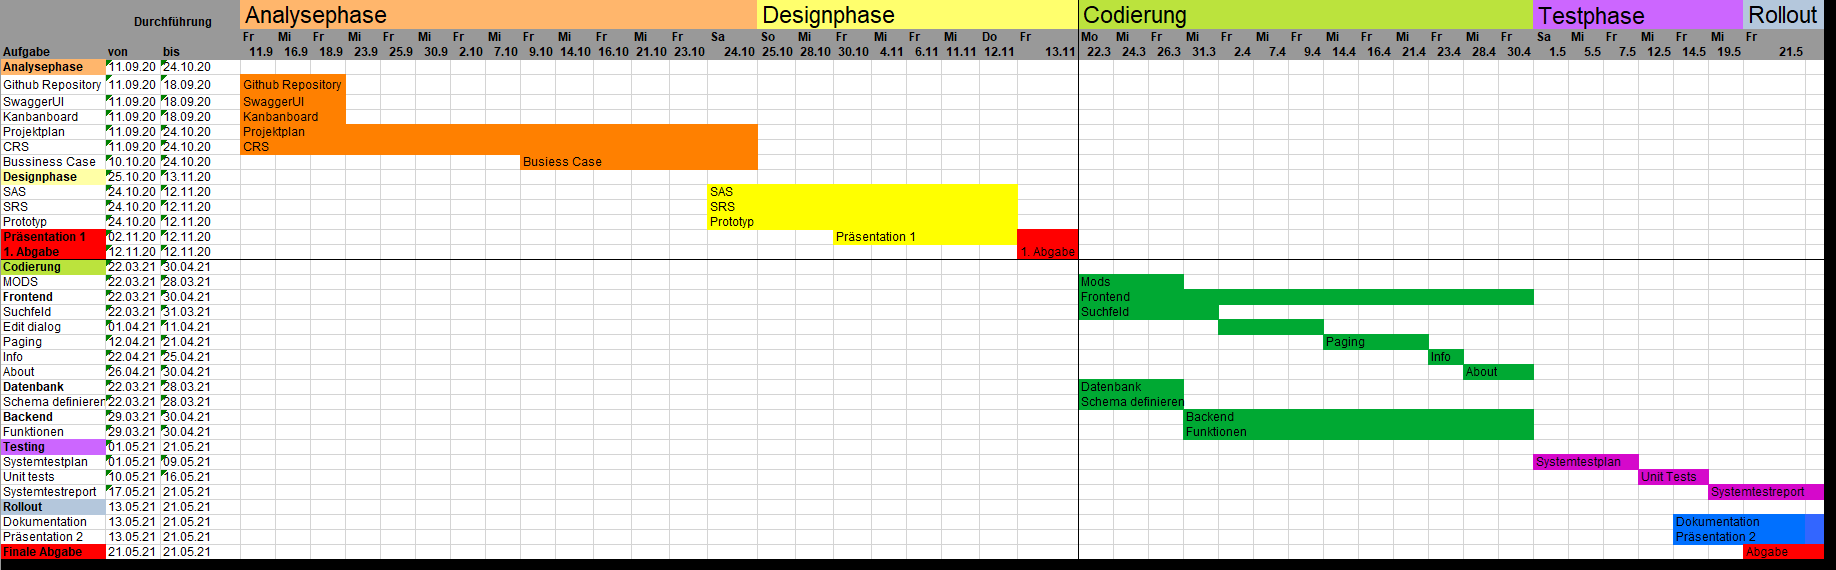 Durchführung Analysephase Designphase Codierung Testphase Rollout
Fr Mi Fr Mi Fr Mi Fr Mi Fr Mi Fr Mi Fr Sa So Mi Fr Mi Fr Mi Do Fr Mo Mi Fr Mi Fr Mi Fr Mi Fr Mi Fr Mi Fr Sa Mi Fr Mi Fr Mi Fr
Aufgabe von bis 11.9 16.9 18.9 23.9 25.9 30.9 2.10 7.10 9.10 14.10 16.10 21.10 23.10 24.10 25.10 28.10 30.10 4.11 6.11 11.11 12.11 13.11 22.3 24.3 26.3 31.3 2.4 7.4 9.4 14.4 16.4 21.4 23.4 28.4 30.4 1.5 5.5 7.5 12.5 14.5 19.5 21.5
Analysephase 11.09.20 24.10.20
Github Repository 11.09.20 18.09.20 Github Repository
SwaggerUI 11.09.20 18.09.20 SwaggerUI
Kanbanboard 11.09.20 18.09.20 Kanbanboard
Projektplan 11.09.20 24.10.20 Projektplan
CRS 11.09.20 24.10.20 CRS
Bussiness Case 10.10.20 24.10.20 Busiess Case
Designphase 25.10.20 13.11.20
SAS 24.10.20 12.11.20 SAS
SRS 24.10.20 12.11.20 SRS
Prototyp 24.10.20 12.11.20 Prototyp
Präsentation 1 02.11.20 12.11.20 Präsentation 1
1. Abgabe 12.11.20 12.11.20 1. Abgabe
Codierung 22.03.21 30.04.21
MODS 22.03.21 28.03.21 Mods
Frontend 22.03.21 30.04.21 Frontend
Suchfeld 22.03.21 31.03.21 Suchfeld
Edit dialog 01.04.21 11.04.21
Paging 12.04.21 21.04.21 Paging
Info 22.04.21 25.04.21 Info
About 26.04.21 30.04.21 About
Datenbank 22.03.21 28.03.21 Datenbank
Schema definieren 22.03.21 28.03.21 Schema definieren
Backend 29.03.21 30.04.21 Backend
Funktionen 29.03.21 30.04.21 Funktionen
Testing 01.05.21 21.05.21
Systemtestplan 01.05.21 09.05.21 Systemtestplan
Unit tests 10.05.21 16.05.21 Unit Tests
Systemtestreport 17.05.21 21.05.21 Systemtestreport
Rollout 13.05.21 21.05.21
Dokumentation 13.05.21 21.05.21 Dokumentation
Präsentation 2 13.05.21 21.05.21 Präsentation 2
Finale Abgabe 21.05.21 21.05.21 Abgabe